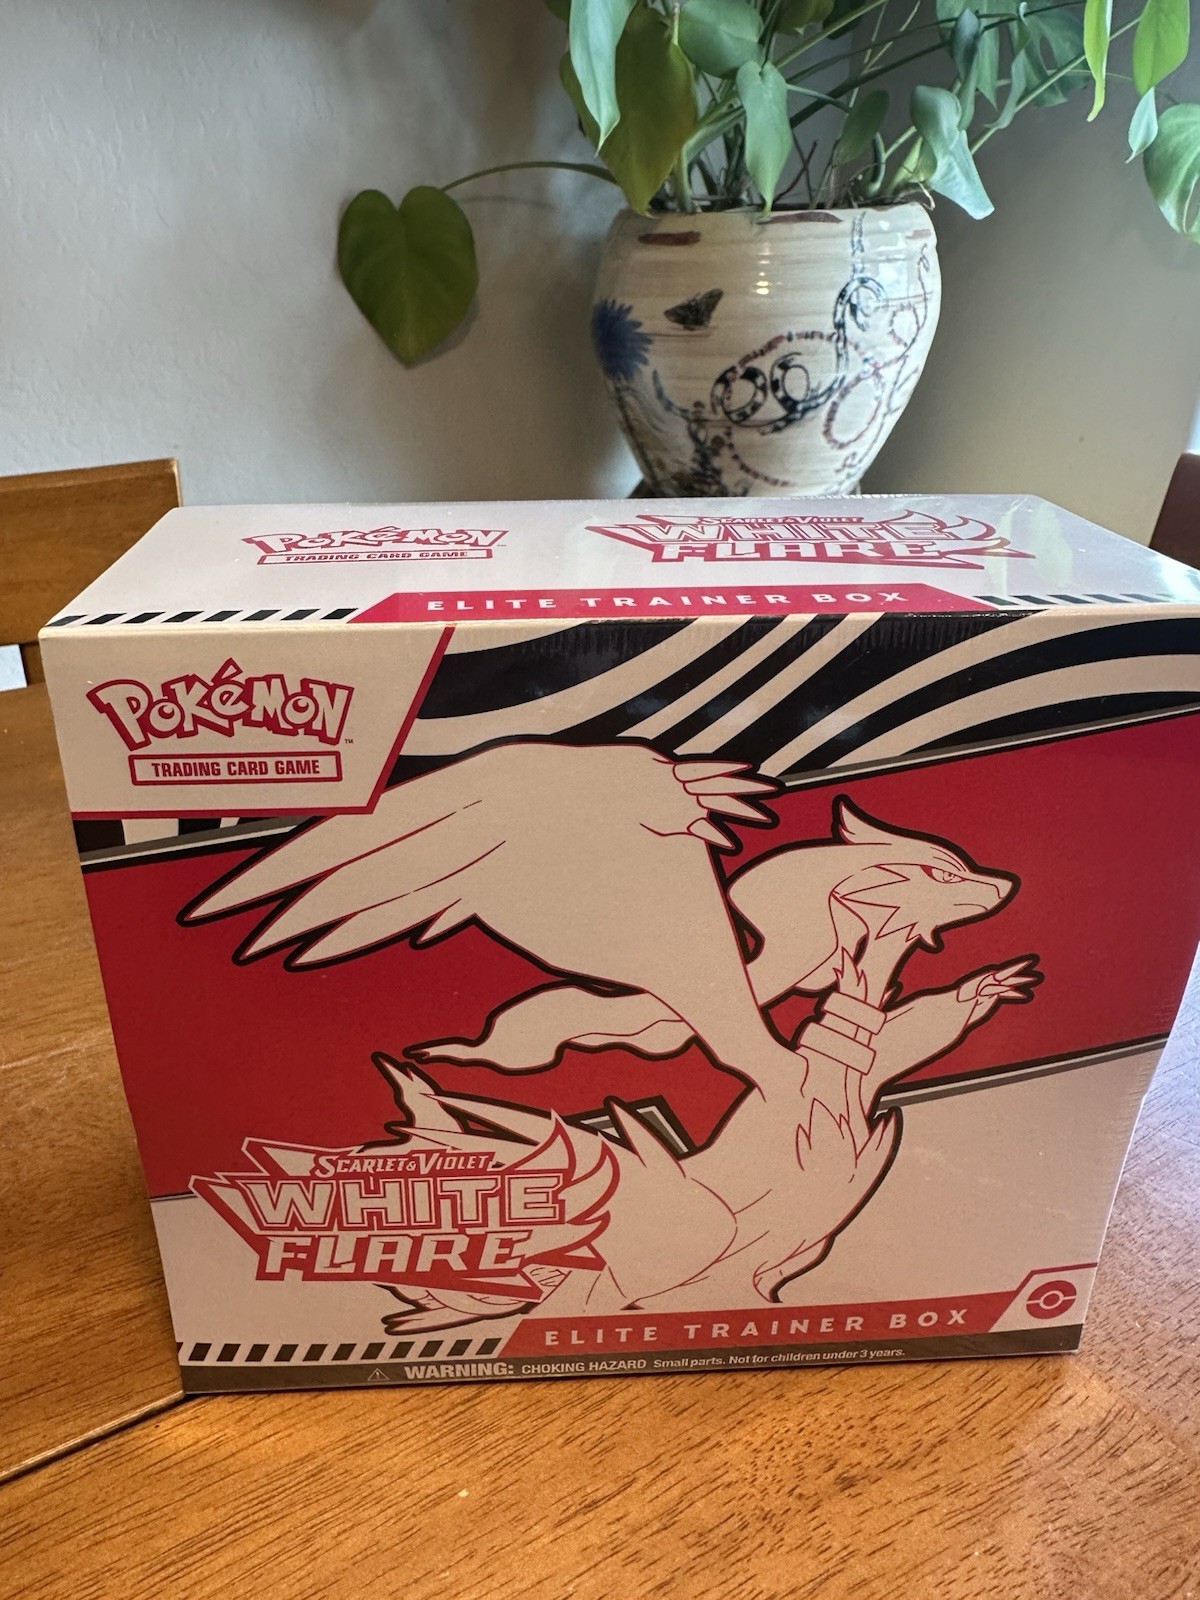 POKéMON
TRADING CARD GAME
SCARLET & VIOLET
WHITE
FLARE
ELITE TRAINER BOX
POKéMON™
TRADING CARD GAME
SCARLET & VIOLET
WHITE
FLARE
ELITE TRAINER BOX
WARNING: CHOKING HAZARD Small parts. Not for children under 3 years.